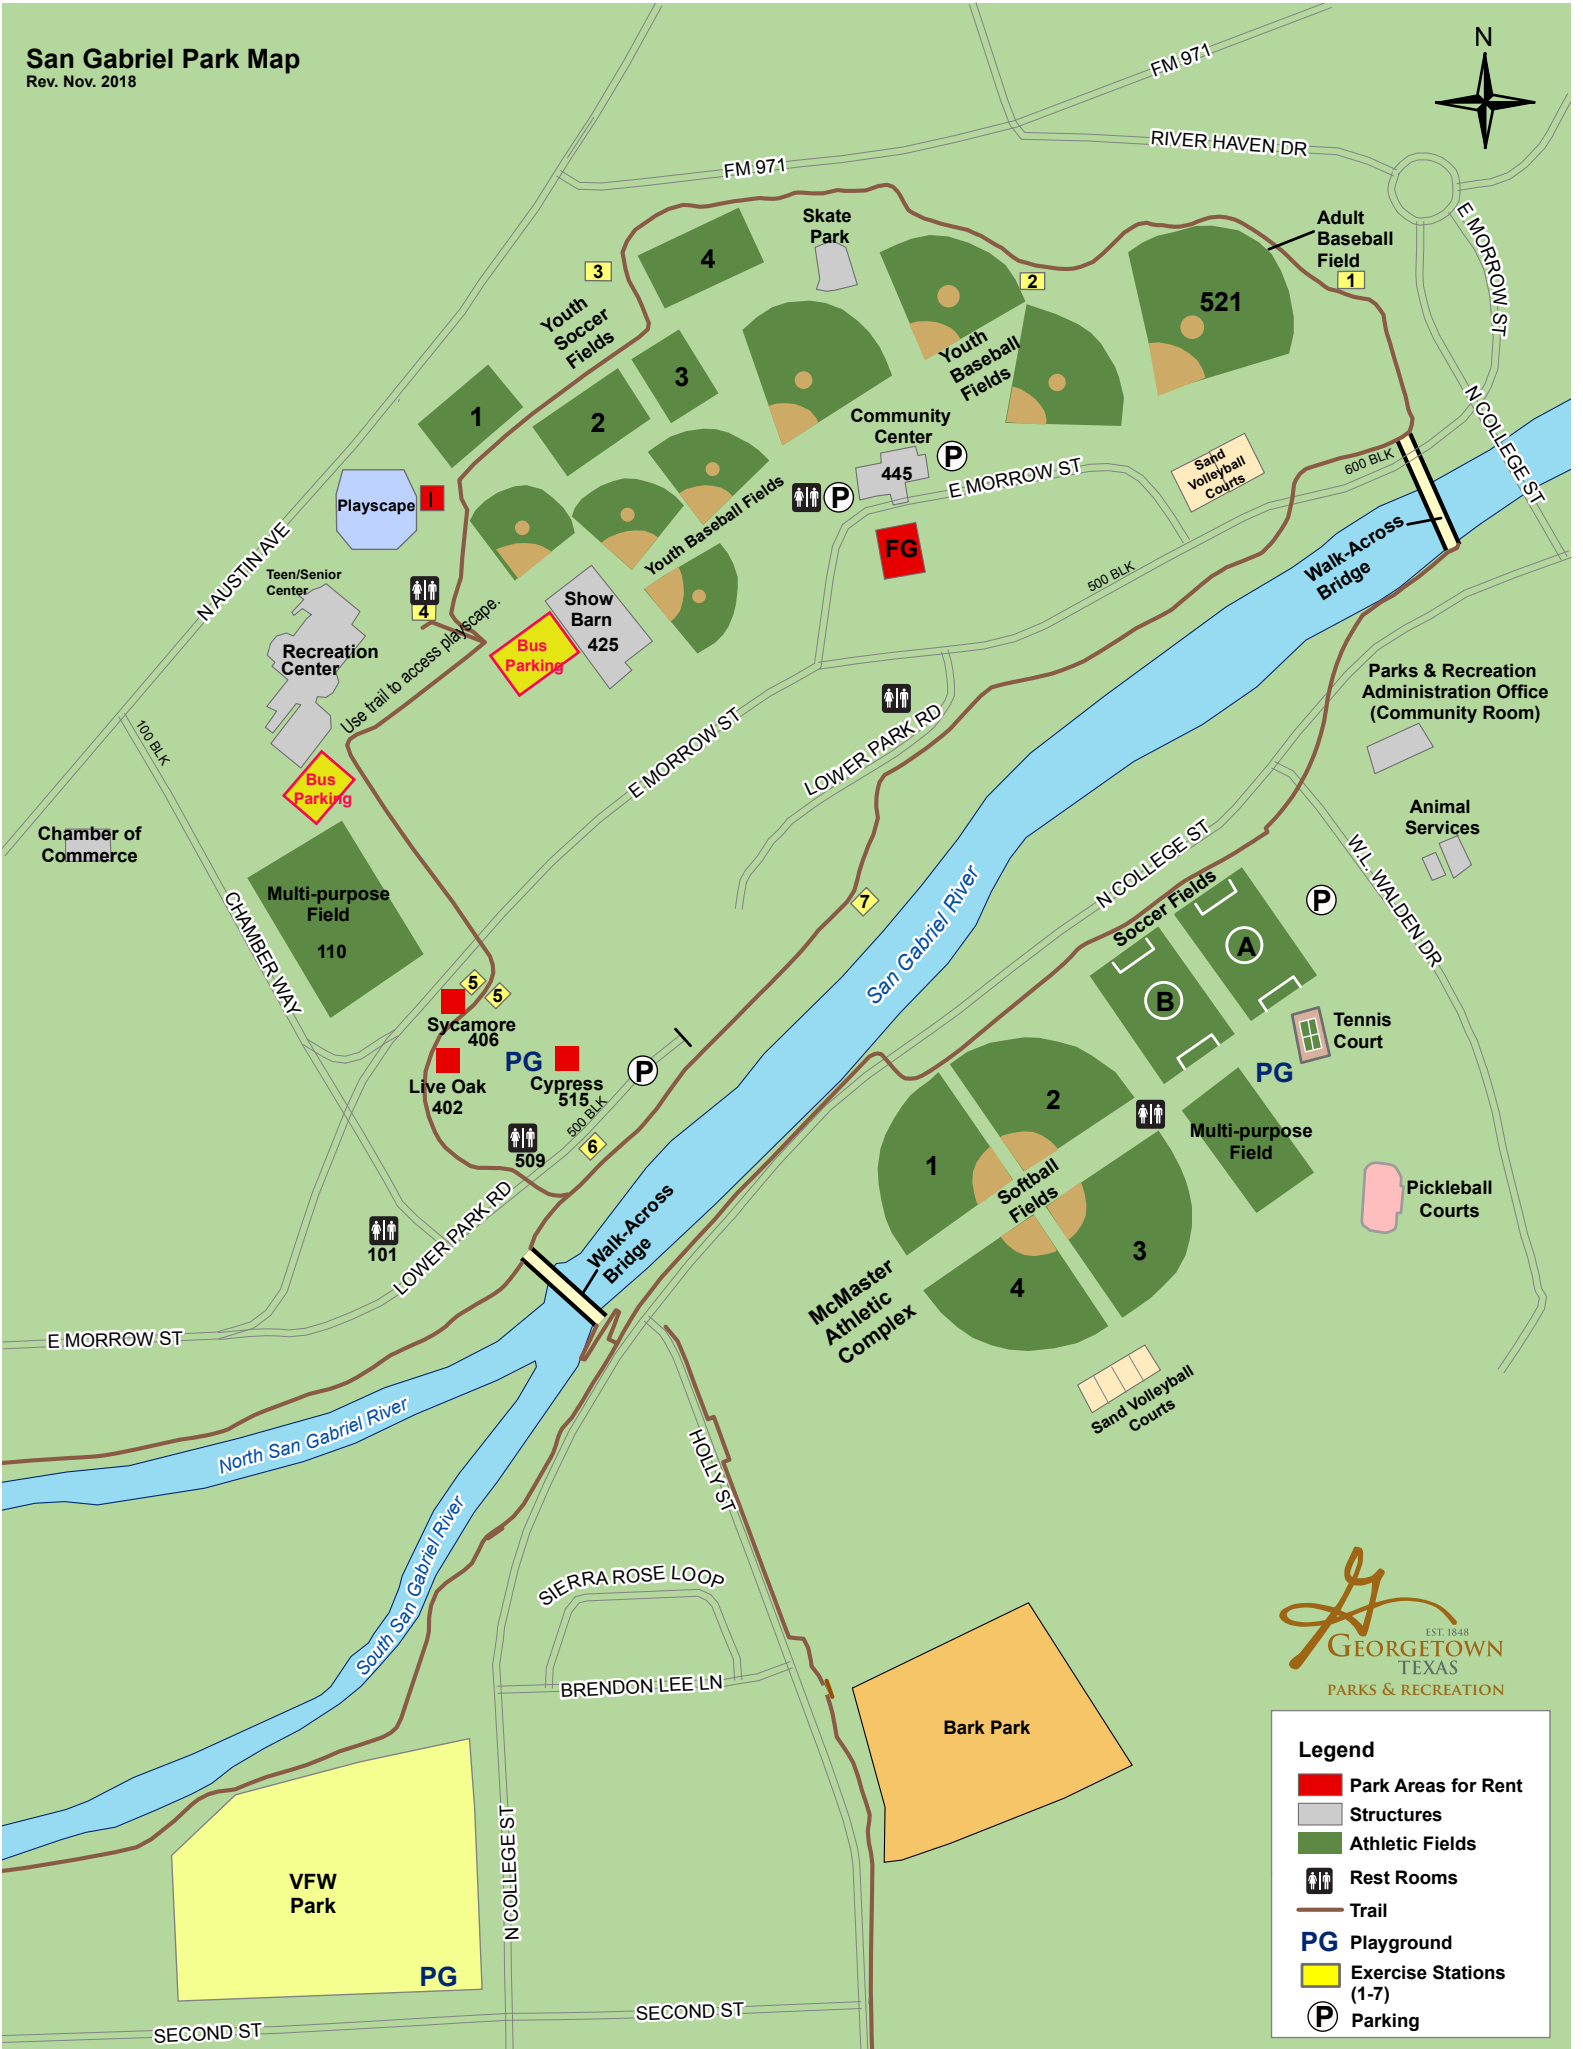 San Gabriel Park Map
Rev. Nov. 2018
N
FM 971
RIVER HAVEN DR
FM 971
E MORROW ST
Skate
Park
Adult
Baseball
Field
4
3
2
1
521
Youth
Soccer
Fields
Youth
Baseball
Fields
3
1
2
N COLLEGE ST
Community
Center
P
445
E MORROW ST
Sand
Volleyball
Courts
600 BLK
Playscape
I
P
Youth Baseball Fields
FG
Walk-Across
Bridge
500 BLK
N AUSTIN AVE
Teen/Senior
Center
4
Use trail to access playscape.
Show
Barn
425
Bus
Parking
Recreation
Center
100 BLK
Parks & Recreation
Administration Office
(Community Room)
E MORROW ST
LOWER PARK RD
Bus
Parking
Chamber of
Commerce
Animal
Services
N COLLEGE ST
W.L. WALDEN DR
Multi-purpose
Field
110
CHAMBER WAY
7
San Gabriel River
Soccer Fields
P
A
B
5
5
Sycamore
406
Tennis
Court
PG
Live Oak
402
Cypress
515
P
PG
500 BLK
509
6
2
1
Softball
Fields
3
4
Multi-purpose
Field
Pickleball
Courts
101
LOWER PARK RD
Walk-Across
Bridge
McMaster
Athletic
Complex
E MORROW ST
Sand Volleyball
Courts
North San Gabriel River
HOLLY ST
South San Gabriel River
SIERRA ROSE LOOP
BRENDON LEE LN
Bark Park
EST. 1848
GEORGETOWN
TEXAS
PARKS & RECREATION
VFW
Park
PG
N COLLEGE ST
SECOND ST
SECOND ST
Legend
Park Areas for Rent
Structures
Athletic Fields
Rest Rooms
Trail
PG Playground
Exercise Stations
(1-7)
P Parking